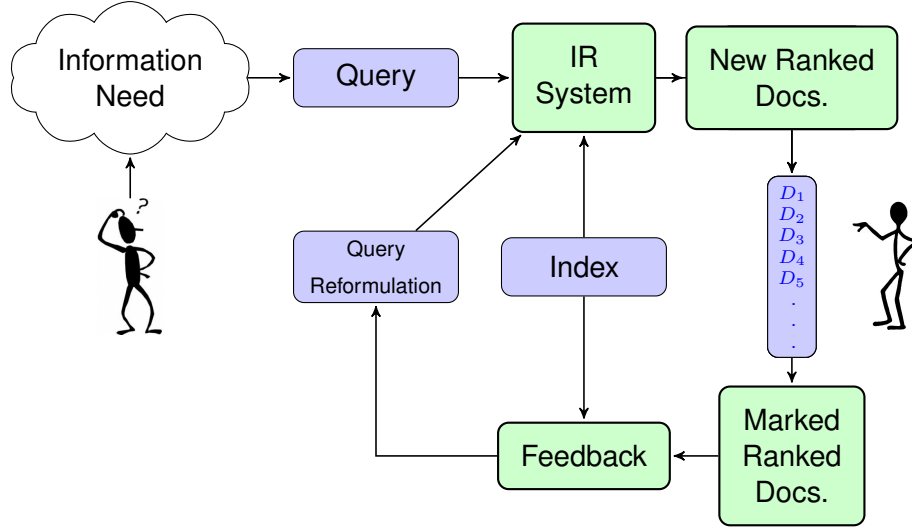 Information
Need
Query
IR
System
New Ranked
Docs.
?
Query
Reformulation
Index
D1
D2
D3
D4
D5
.
.
.
Feedback
Marked
Ranked
Docs.